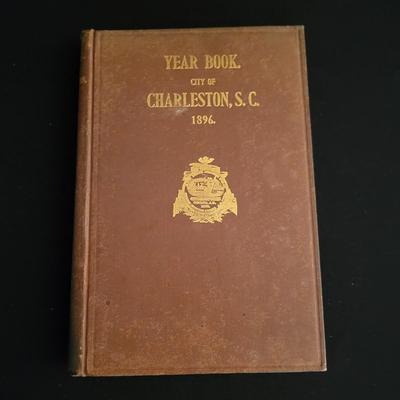 YEAR BOOK.
CITY OF
CHARLESTON, S. C.
1896.